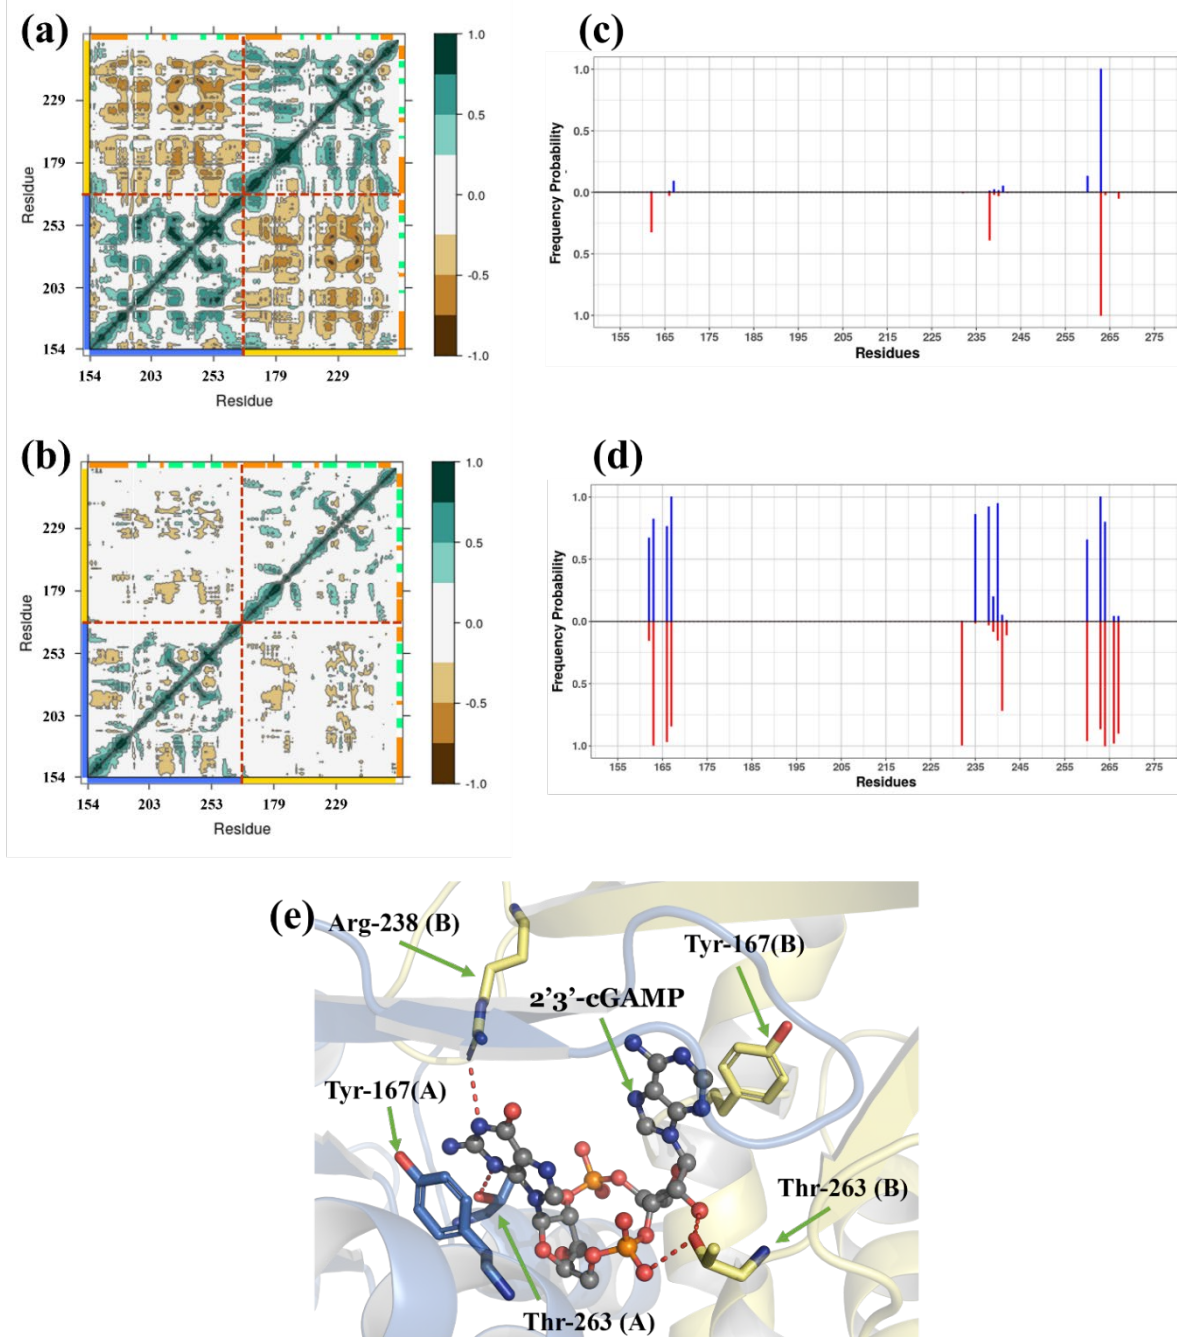 (a)
1.0
0.5
0.0
-0.5
-1.0
229
179
253
203
154
Residue
154 203 253 179 229
Residue
(c)
Frequency Probability
1.0
0.5
0.0
0.5
1.0
155 165 175 185 195 205 215 225 235 245 255 265 275
Residues
(b)
1.0
0.5
0.0
-0.5
-1.0
229
179
253
203
154
Residue
154 203 253 179 229
Residue
(d)
Frequency Probability
1.0
0.5
0.0
0.5
1.0
155 165 175 185 195 205 215 225 235 245 255 265 275
Residues
(e)
Arg-238 (B)
Tyr-167(B)
2’3’-cGAMP
Tyr-167(A)
Thr-263 (B)
Thr-263 (A)